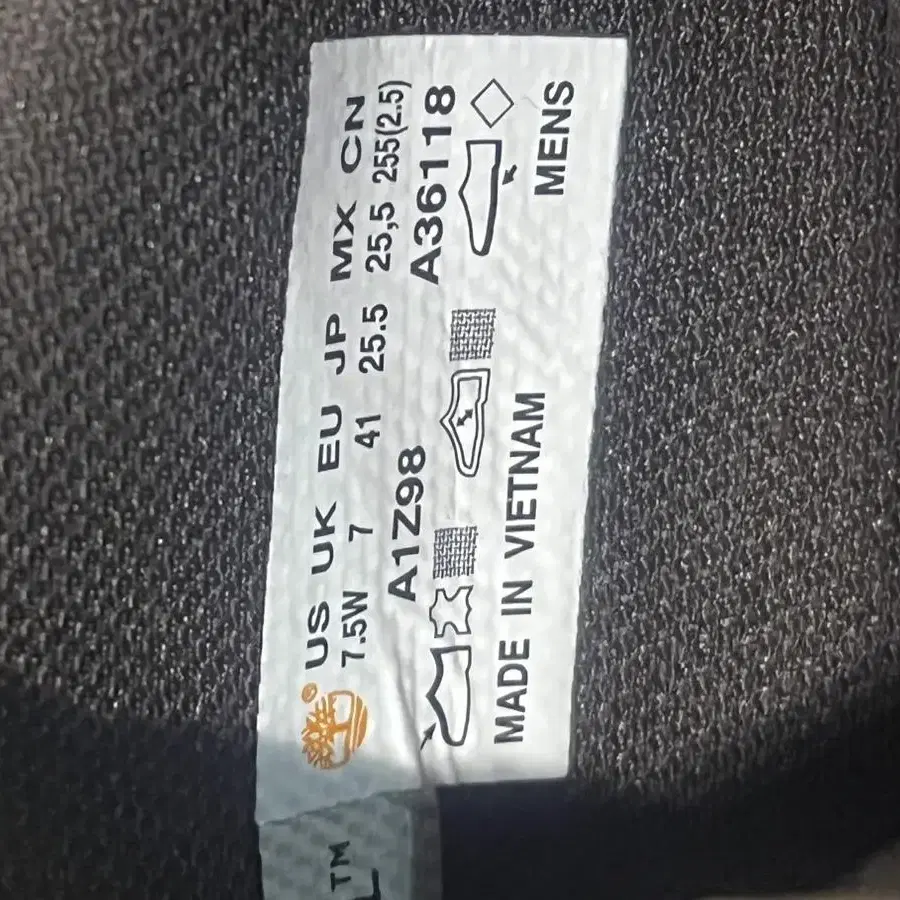 US UK EU JP MX CN
7.5W 7 41 25.5 25,5 255(2.5)
A1Z98 A36118
MADE IN VIETNAM MENS
TM